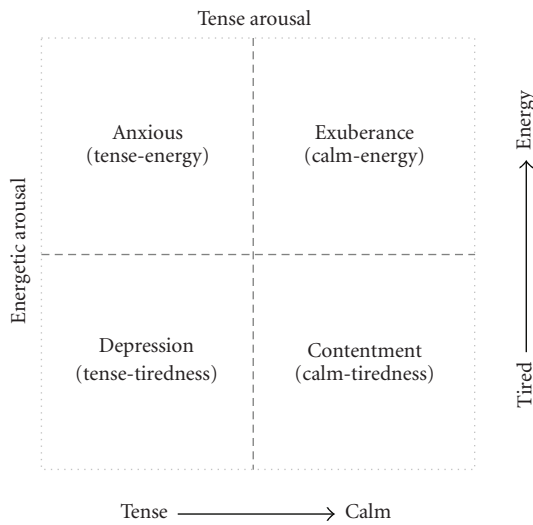 Tense arousal
Energetic arousal
Anxious
(tense-energy)
Exuberance
(calm-energy)
Depression
(tense-tiredness)
Contentment
(calm-tiredness)
Energy
Tired
Tense
Calm